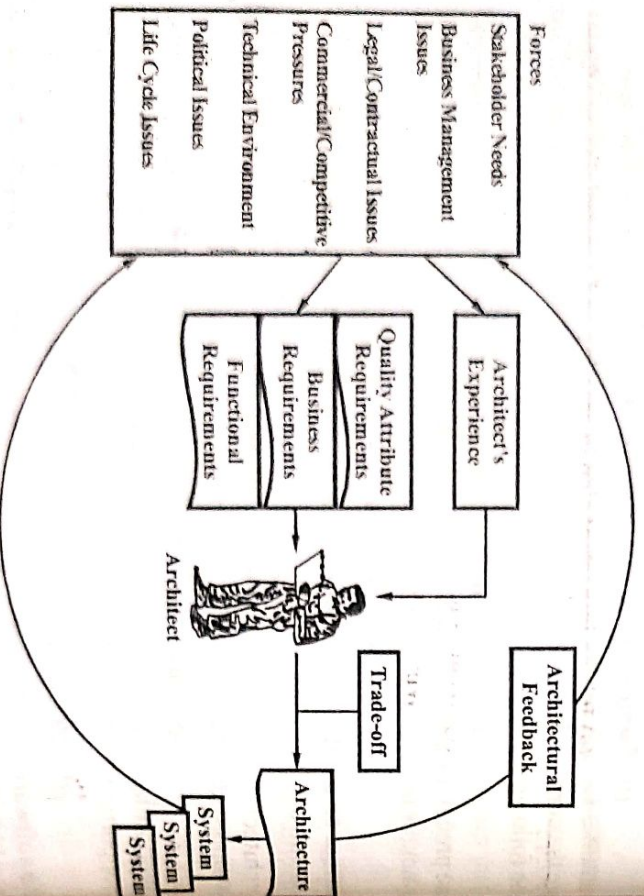 Forces
Stakeholder Needs
Business Management
Issues
Legal/Contractual Issues
Commercial/Competitive
Pressures
Technical Environment
Political Issues
Life Cycle Issues
Architect's
Experience
Quality Attribute
Requirements
Business
Requirements
Functional
Requirements
Architect
Architectural
Feedback
Trade-off
Architecture
System
System
System